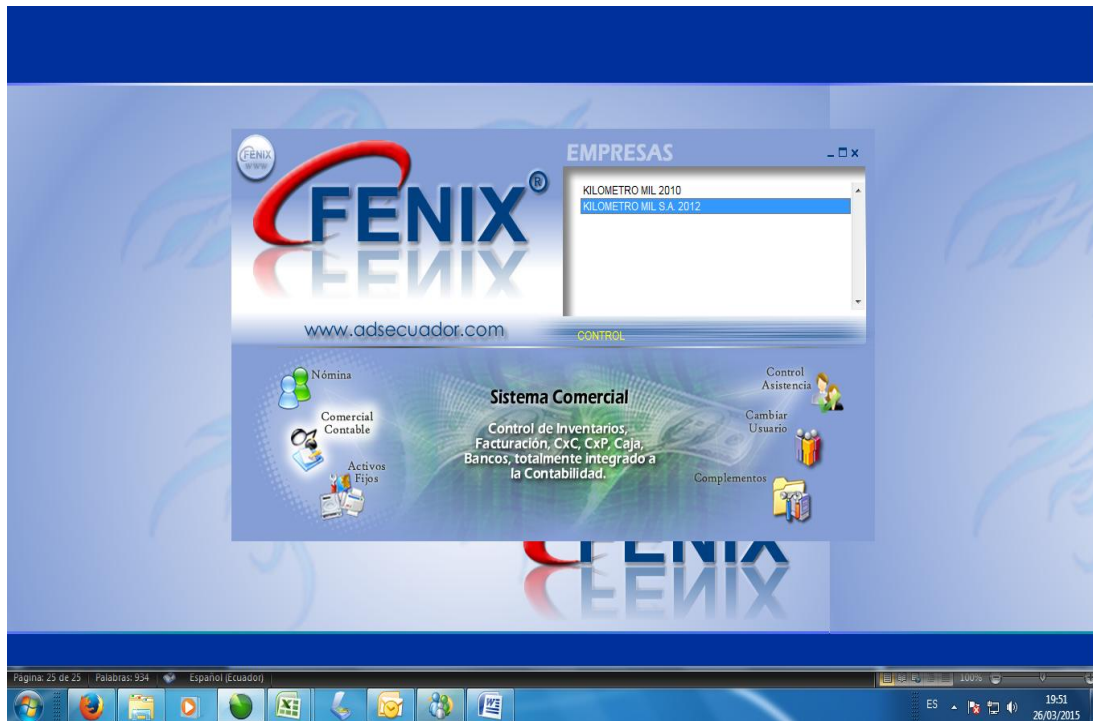 FENIX
WWW
FENIX®
www.adsecuador.com
EMPRESAS
KILOMETRO MIL 2010
KILOMETRO MIL S.A. 2012
CONTROL
Nómina
Comercial
Contable
Activos
Fijos
Sistema Comercial
Control de Inventarios,
Facturación, CxC, CxP, Caja,
Bancos, totalmente integrado a
la Contabilidad.
Control
Asistencia
Cambiar
Usuario
Complementos
FENIX
Página: 25 de 25
Palabras: 934
Español (Ecuador)
100%
ES
19:51
26/03/2015